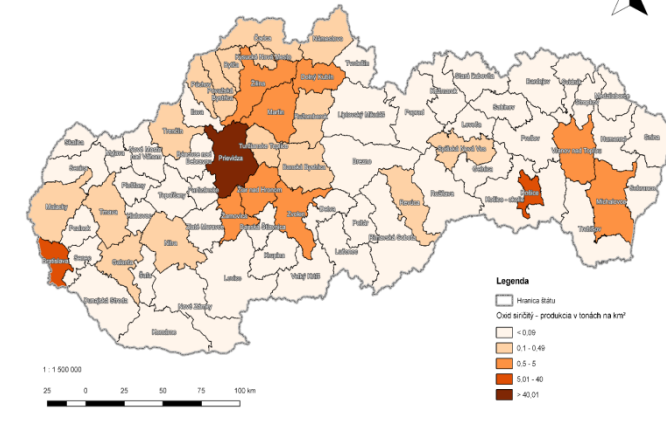 Čadca
Námestovo
Kysucké Nové Mesto
Bytča
Tvrdošín
Žilina
Dolný Kubín
Púchov
Považská
Bystrica
Stará Ľubovňa
Bardejov
Svidník
Kežmarok
Stropkov
Medzilaborce
Ilava
Martin
Ružomberok
Liptovský Mikuláš
Poprad
Sabinov
Levoča
Trenčín
Prešov
Humenné
Snina
Skalica
Senica
Myjava
Nové Mesto
nad Váhom
Bánovce nad
Bebravou
Prievidza
Turčianske Teplice
Spišská Nová Ves
Gelnica
Vranov nad Topľou
Banská Bystrica
Brezno
Piešťany
Topoľčany
Partizánske
Rožňava
Košice
Košice - okolie
Michalovce
Sobrance
Malacky
Trnava
Hlohovec
Žiar nad Hronom
Zvolen
Detva
Revúca
Pezinok
Zlaté Moravce
Žarnovica
Banská Štiavnica
Poltár
Rimavská Sobota
Trebišov
Nitra
Bratislava
Senec
Galanta
Šaľa
Levice
Krupina
Lučenec
Veľký Krtíš
Dunajská Streda
Nové Zámky
Komárno
Legenda
Hranica štátu
Oxid siričitý - produkcia v tonách na km²
< 0,09
0,1 - 0,49
0,5 - 5
5,01 - 40
> 40,01
1 : 1 500 000
25 0 25 50 75 100 km